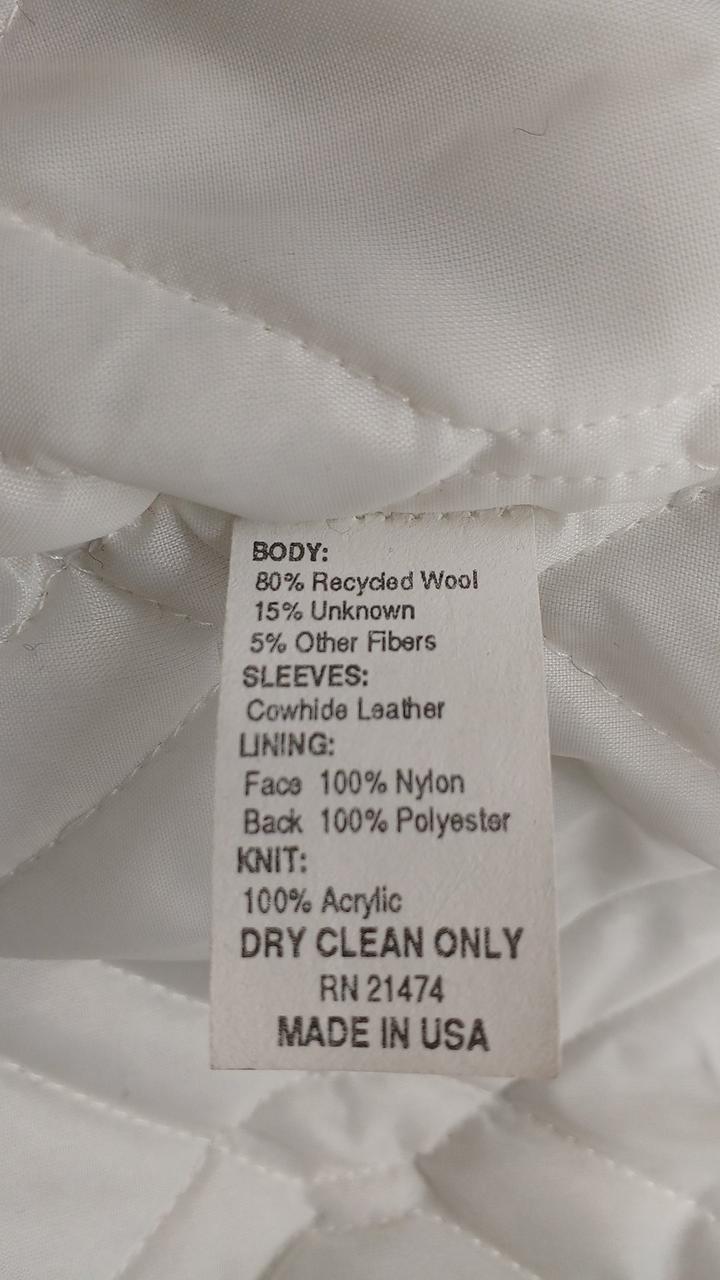 BODY:
80% Recycled Wool
15% Unknown
5% Other Fibers
SLEEVES:
Cowhide Leather
LINING:
Face 100% Nylon
Back 100% Polyester
KNIT:
100% Acrylic
DRY CLEAN ONLY
RN 21474
MADE IN USA